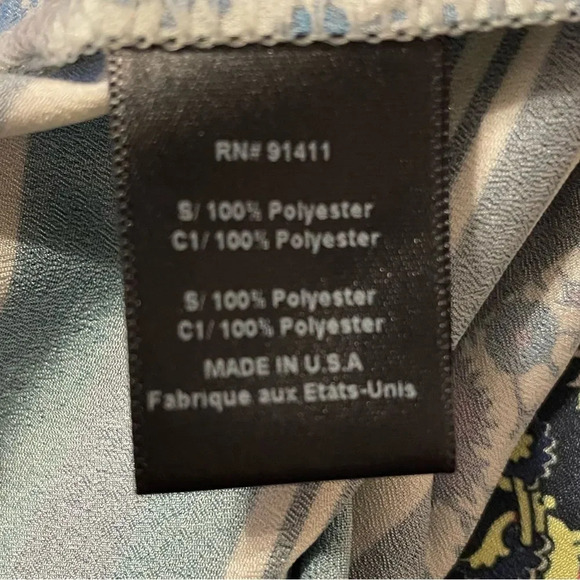 RN# 91411
S/ 100% Polyester
C1/ 100% Polyester
S/ 100% Polyester
C1/ 100% Polyester
MADE IN U.S.A
Fabrique aux Etats-Unis